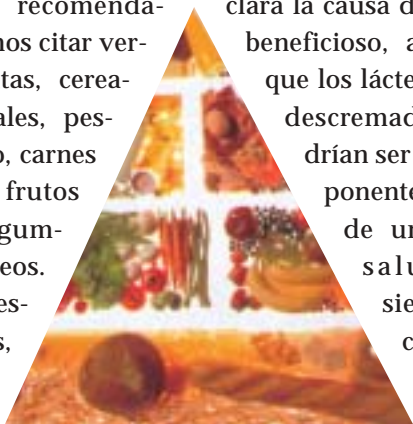 recomenda-
nos citar ver-
tas, cerea-
ales, pes-
o, carnes
frutos
gum-
eos.
es-
s,
clara la causa d
beneficioso, a
que los lácte
descremad
drían ser
ponente
de un
salu
sie
c